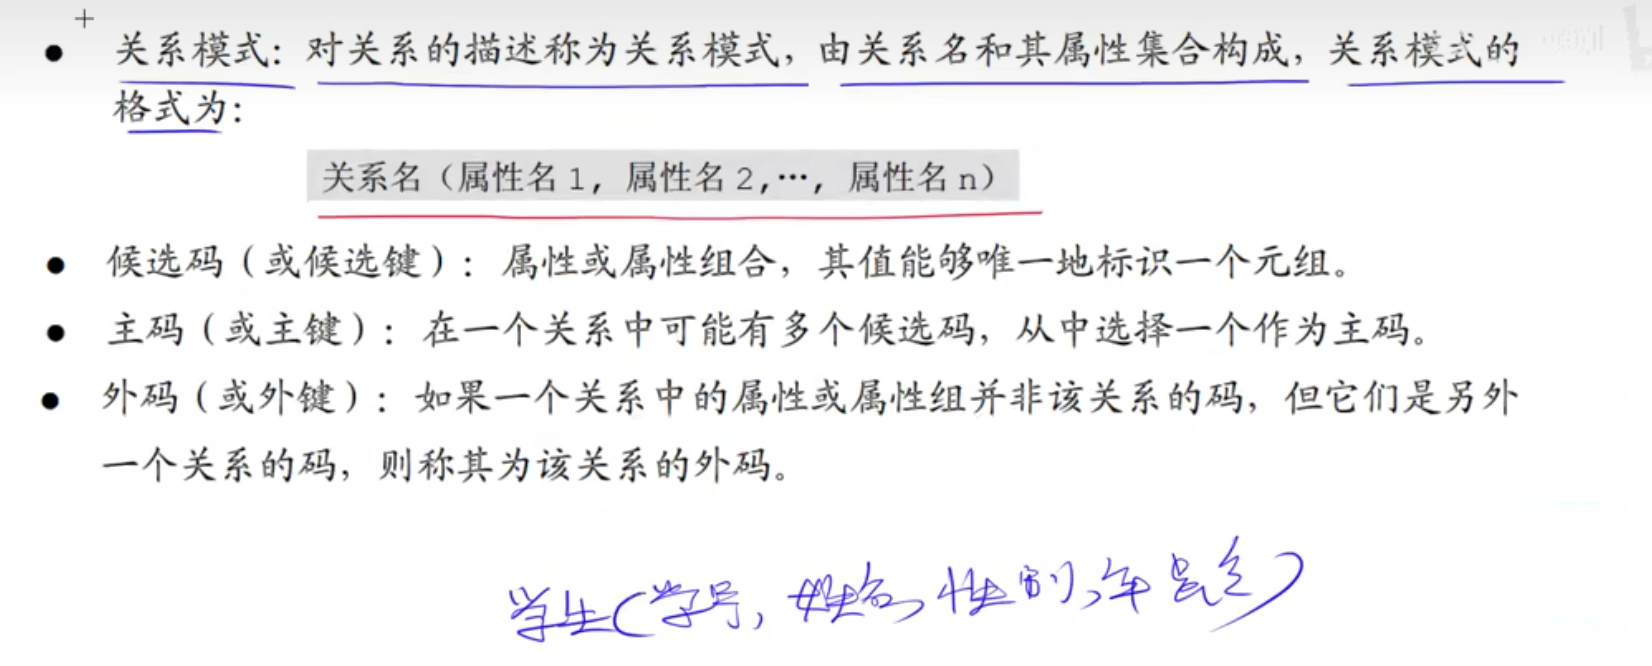 ● 关系模式：对关系的描述称为关系模式，由关系名和其属性集合构成，关系模式的
格式为：
关系名（属性名1，属性名2,…，属性名n）
● 候选码（或候选键）：属性或属性组合，其值能够唯一地标识一个元组。
● 主码（或主键）：在一个关系中可能有多个候选码，从中选择一个作为主码。
● 外码（或外键）：如果一个关系中的属性或属性组并非该关系的码，但它们是另外
一个关系的码，则称其为该关系的外码。
学生(学号, 姓名, 性别, 年龄)